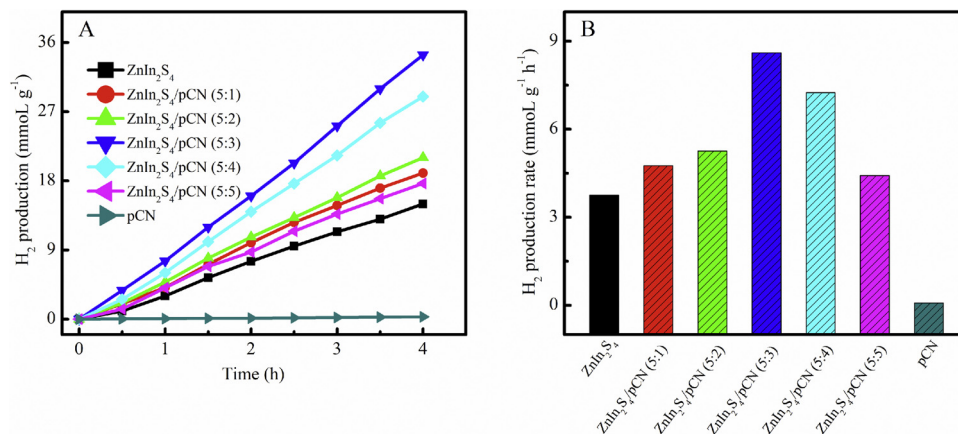 A
H₂ production (mmoL g⁻¹)
36
27
18
9
0
ZnIn₂S₄
ZnIn₂S₄/pCN (5:1)
ZnIn₂S₄/pCN (5:2)
ZnIn₂S₄/pCN (5:3)
ZnIn₂S₄/pCN (5:4)
ZnIn₂S₄/pCN (5:5)
pCN
0 1 2 3 4
Time (h)
B
H₂ production rate (mmoL g⁻¹ h⁻¹)
9
6
3
0
ZnIn₂S₄
ZnIn₂S₄/pCN (5:1)
ZnIn₂S₄/pCN (5:2)
ZnIn₂S₄/pCN (5:3)
ZnIn₂S₄/pCN (5:4)
ZnIn₂S₄/pCN (5:5)
pCN